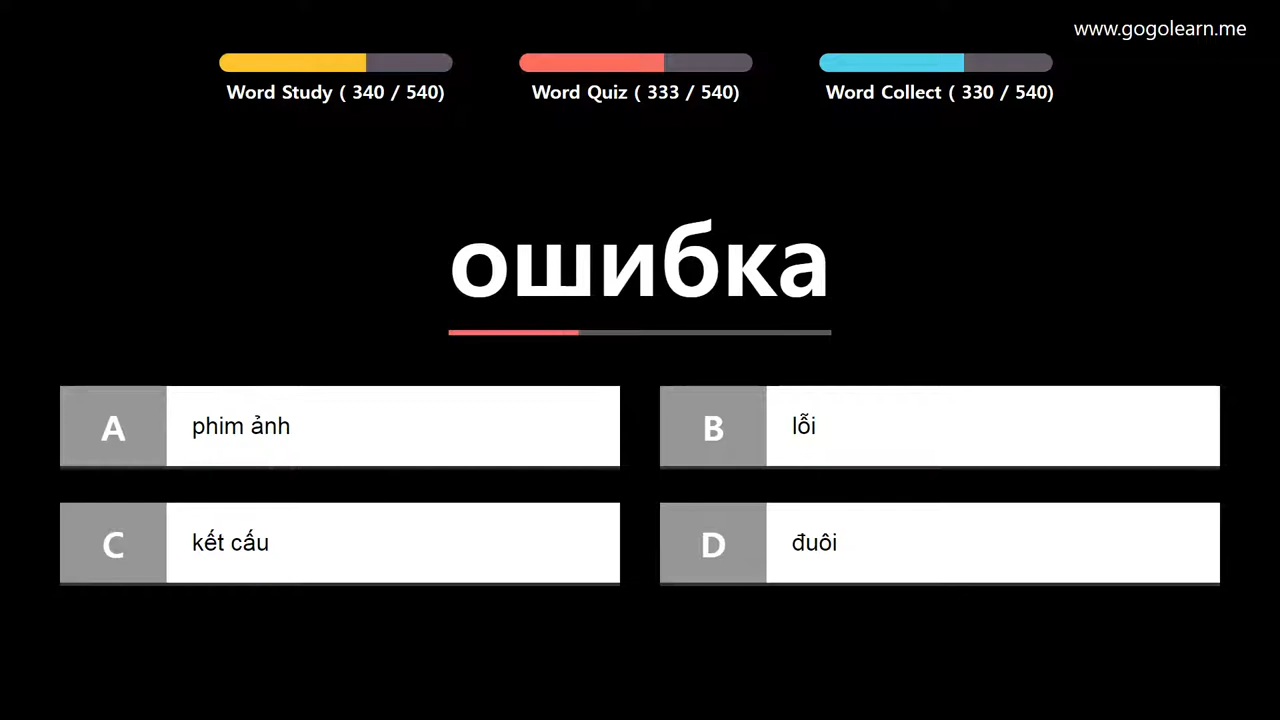 www.gogolearn.me
Word Study ( 340 / 540)
Word Quiz ( 333 / 540)
Word Collect ( 330 / 540)
ошибка
A phim ảnh
B lỗi
C kết cấu
D đuôi